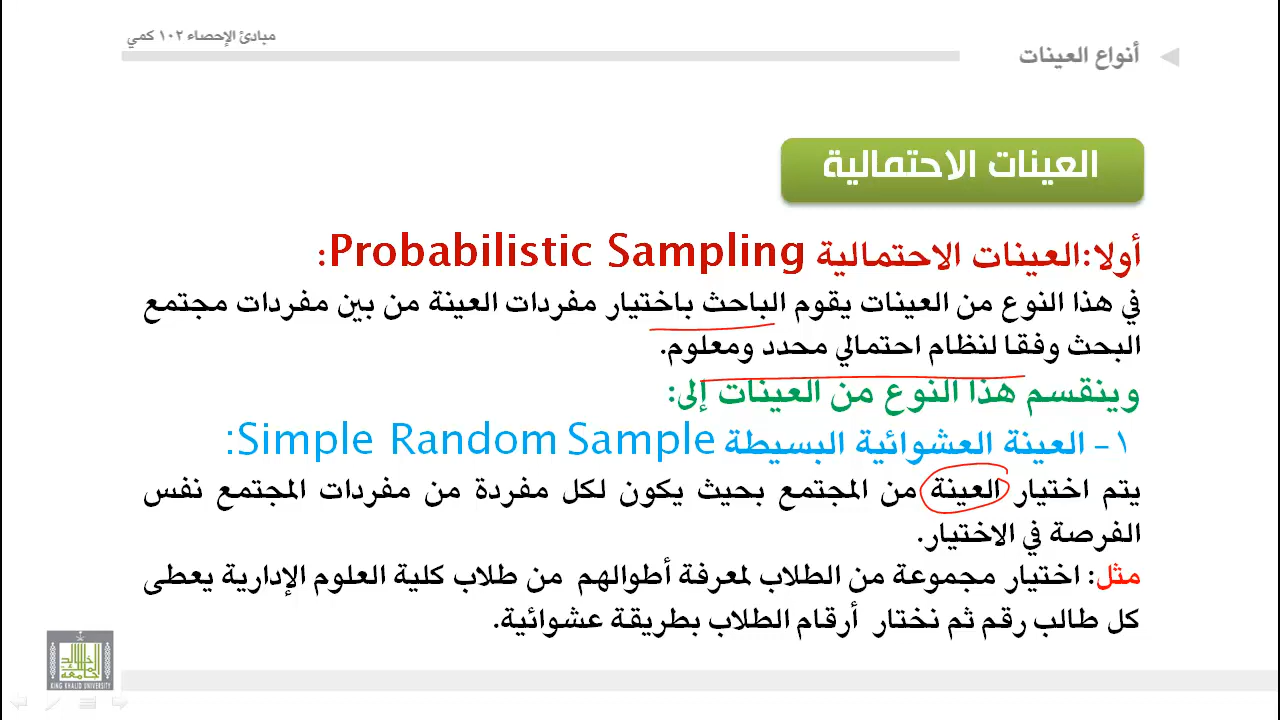 مبادئ الإحصاء ١٠٢ كمي
أنواع العينات
العينات الاحتمالية
أولا:العينات الاحتمالية Probabilistic Sampling:
في هذا النوع من العينات يقوم الباحث باختيار مفردات العينة من بين مفردات مجتمع
البحث وفقا لنظام احتمالي محدد ومعلوم.
وينقسم هذا النوع من العينات إلى:
١- العينة العشوائية البسيطة Simple Random Sample:
يتم اختيار العينة من المجتمع بحيث يكون لكل مفردة من مفردات المجتمع نفس
الفرصة في الاختيار.
مثل: اختيار مجموعة من الطلاب لمعرفة أطوالهم من طلاب كلية العلوم الإدارية يعطى
كل طالب رقم ثم نختار أرقام الطلاب بطريقة عشوائية.
جامعة الملك خالد
KING KHALID UNIVERSITY